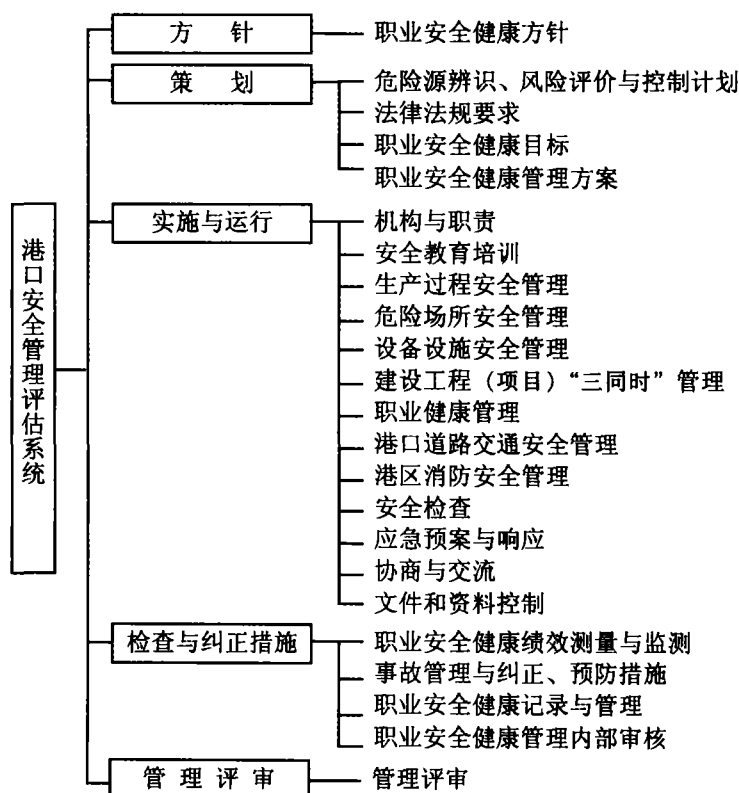 港口安全管理评估系统
方针
职业安全健康方针
策划
危险源辨识、风险评价与控制计划
法律法规要求
职业安全健康目标
职业安全健康管理方案
实施与运行
机构与职责
安全教育培训
生产过程安全管理
危险场所安全管理
设备设施安全管理
建设工程（项目）“三同时”管理
职业健康管理
港口道路交通安全管理
港区消防安全管理
安全检查
应急预案与响应
协商与交流
文件和资料控制
检查与纠正措施
职业安全健康绩效测量与监测
事故管理与纠正、预防措施
职业安全健康记录与管理
职业安全健康管理内部审核
管理评审
管理评审